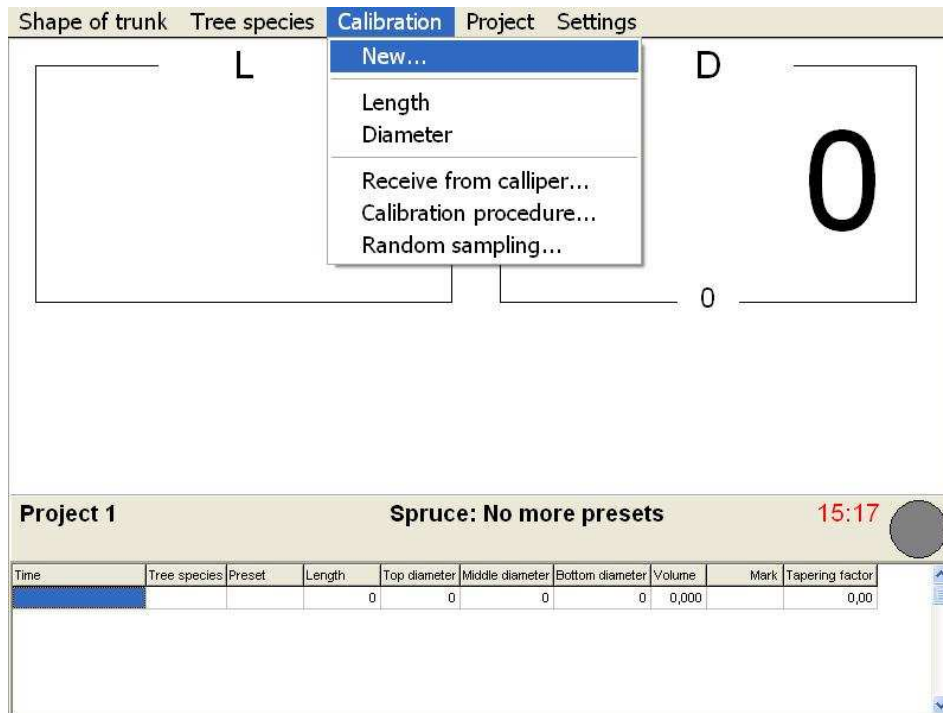 Shape of trunk Tree species Calibration Project Settings
New...
Length
Diameter
Receive from calliper...
Calibration procedure...
Random sampling...
L
D
0
0
Project 1 Spruce: No more presets 15:17
Time Tree species Preset Length Top diameter Middle diameter Bottom diameter Volume Mark Tapering factor
0 0 0 0 0,000 0,00